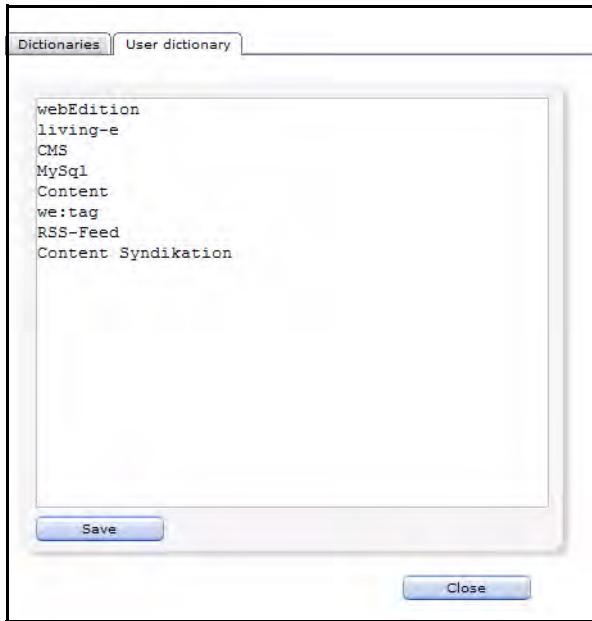 Dictionaries User dictionary
webEdition
living-e
CMS
MySql
Content
we:tag
RSS-Feed
Content Syndikation
Save
Close